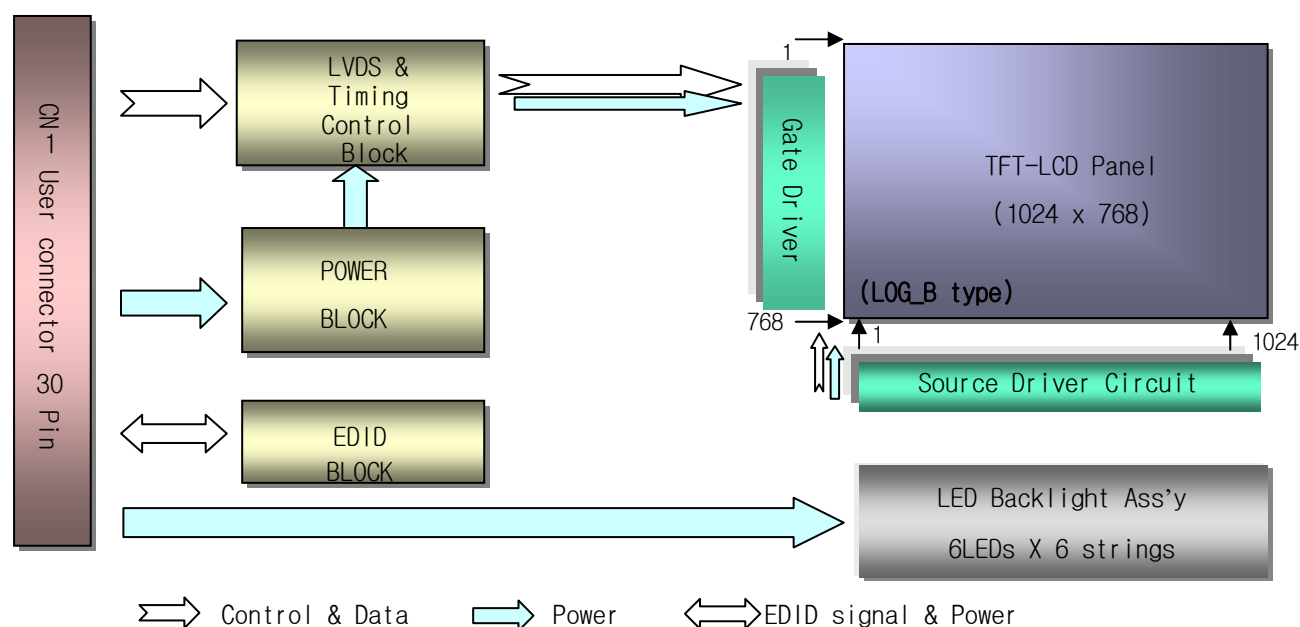 CN-1 User connector 30 Pin
LVDS &
Timing
Control
Block
POWER
BLOCK
EDID
BLOCK
1
Gate Driver
768
TFT-LCD Panel
(1024 x 768)
(LOG_B type)
1
1024
Source Driver Circuit
LED Backlight Ass'y
6LEDs X 6 strings
Control & Data
Power
EDID signal & Power